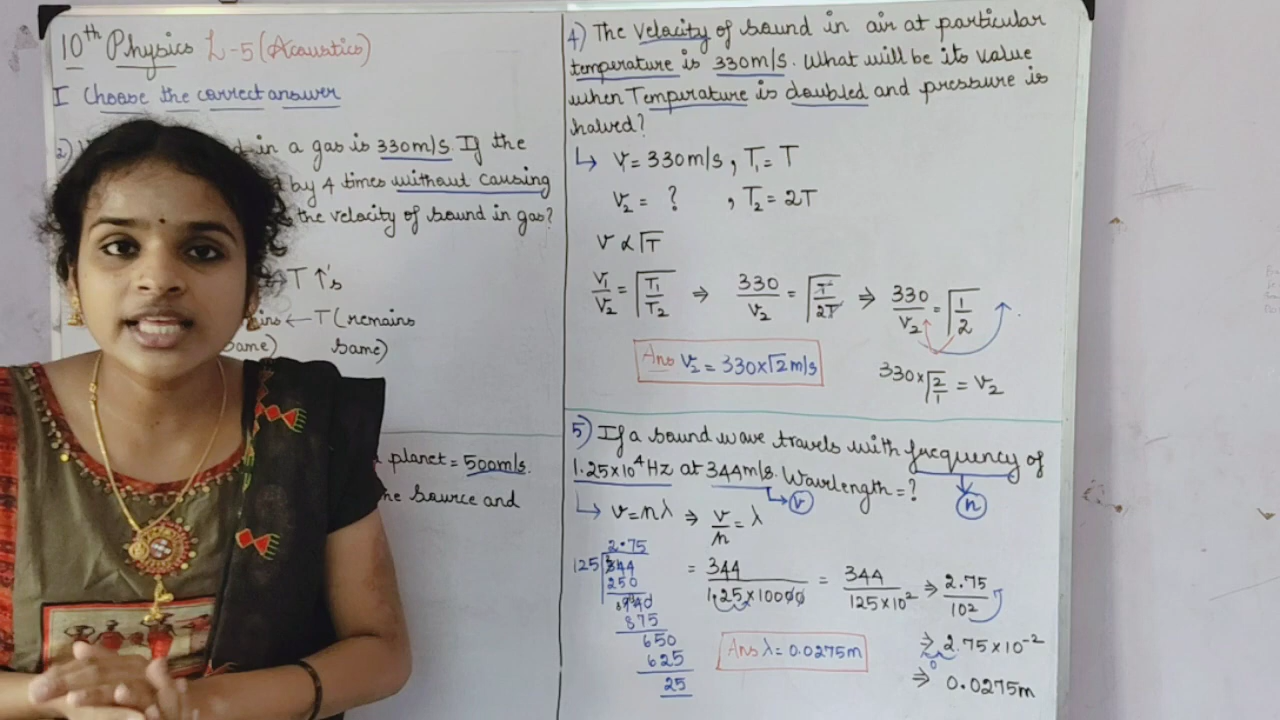 10th Physics L-5 (Acoustics)
I Choose the correct answer
2)
in a gas is 330m/s. If the
by 4 times without causing
the velocity of sound in gas?
T ↑'s
← T (remains
same) same)
planet = 500m/s.
he source and
4) The velocity of sound in air at particular
temperature is 330m/s. What will be its value
when Temperature is doubled and pressure is
halved?
↳ V₁ = 330m/s, T₁ = T
V₂ = ? , T₂ = 2T
v ∝ √T
V₁/V₂ = √T₁/T₂ ⇒ 330/V₂ = √T/2T ⇒ 330/V₂ = √1/2
Ans V₂ = 330×√2 m/s
330×√2/1 = V₂
5) If a sound wave travels with frequency of
1.25×10⁴Hz at 344m/s. Wavelength = ?
↳ v = nλ ⇒ v/n = λ
v
n
= 344/1.25×10000 = 344/125×10² ⇒ 2.75/10²
⇒ 2.75×10⁻²
⇒ 0.0275m
Ans λ = 0.0275m
2.75
125 344
250
940
875
650
625
25